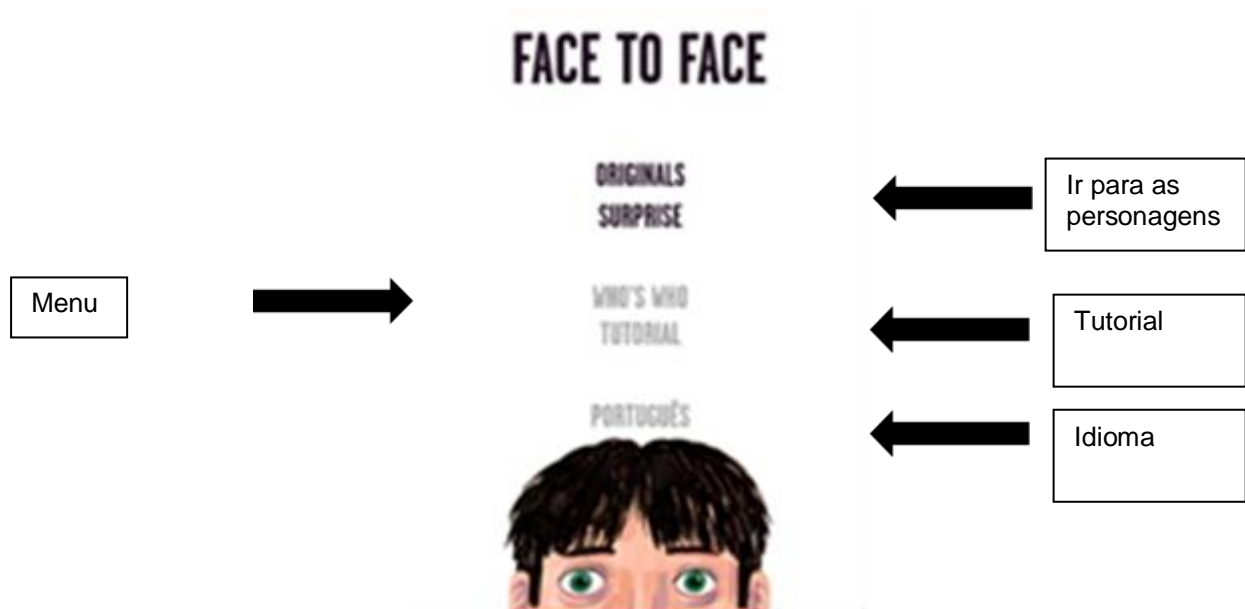 FACE TO FACE
ORIGINALS
SURPRISE
WHO'S WHO
TUTORIAL
PORTUGUÊS
Menu
Ir para as
personagens
Tutorial
Idioma